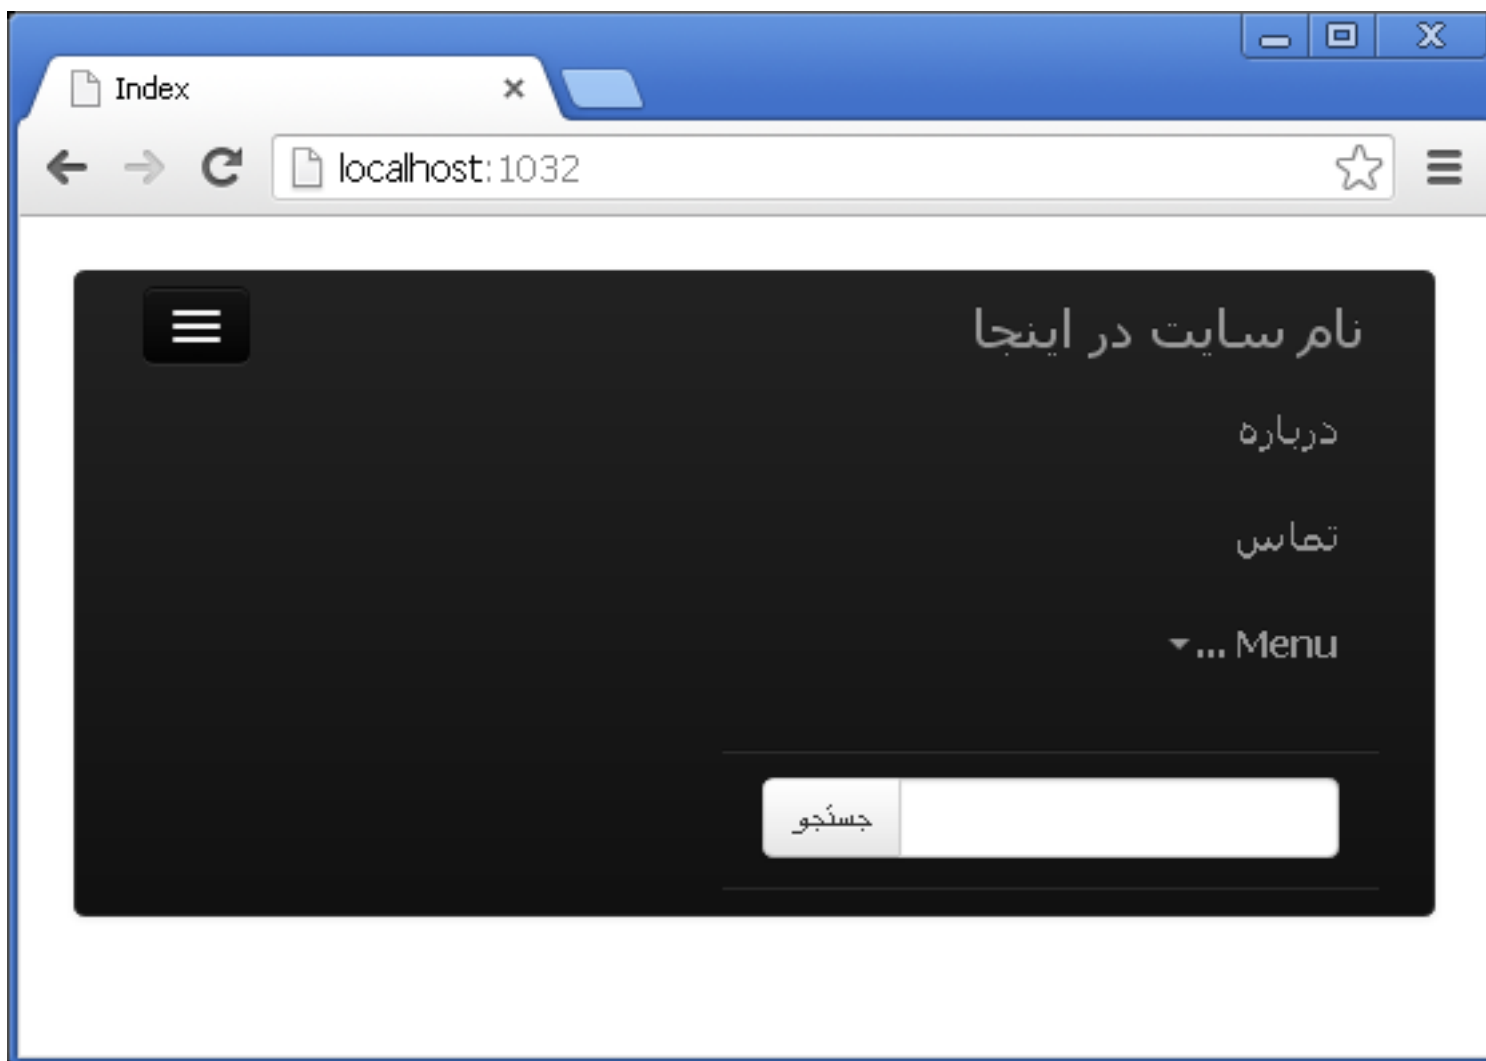 Index
localhost:1032
نام سایت در اینجا
درباره
تماس
Menu ...
جستجو